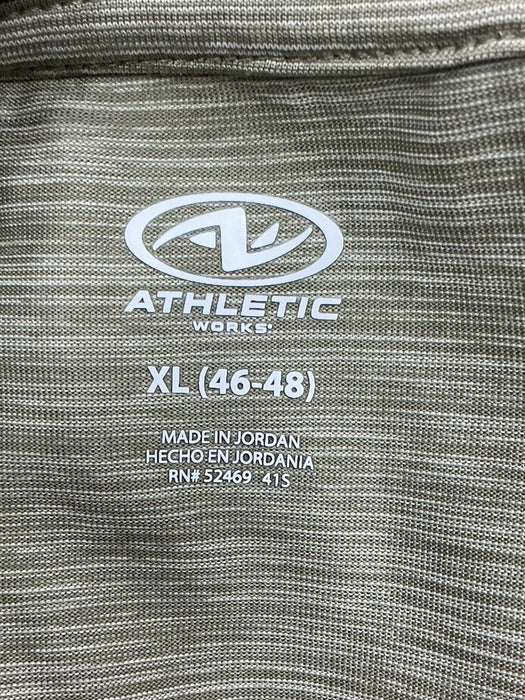 ATHLETIC
WORKS®
XL (46-48)
MADE IN JORDAN
HECHO EN JORDANIA
RN# 52469 41S